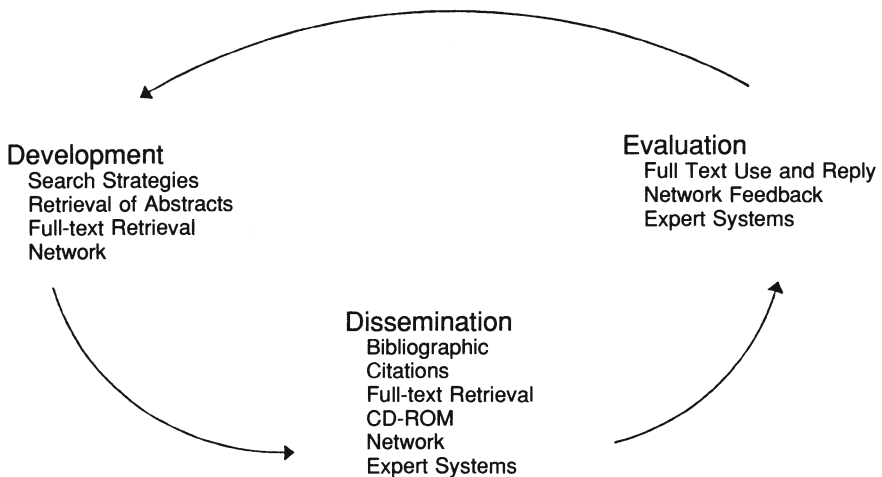 Development
Search Strategies
Retrieval of Abstracts
Full-text Retrieval
Network
Evaluation
Full Text Use and Reply
Network Feedback
Expert Systems
Dissemination
Bibliographic
Citations
Full-text Retrieval
CD-ROM
Network
Expert Systems